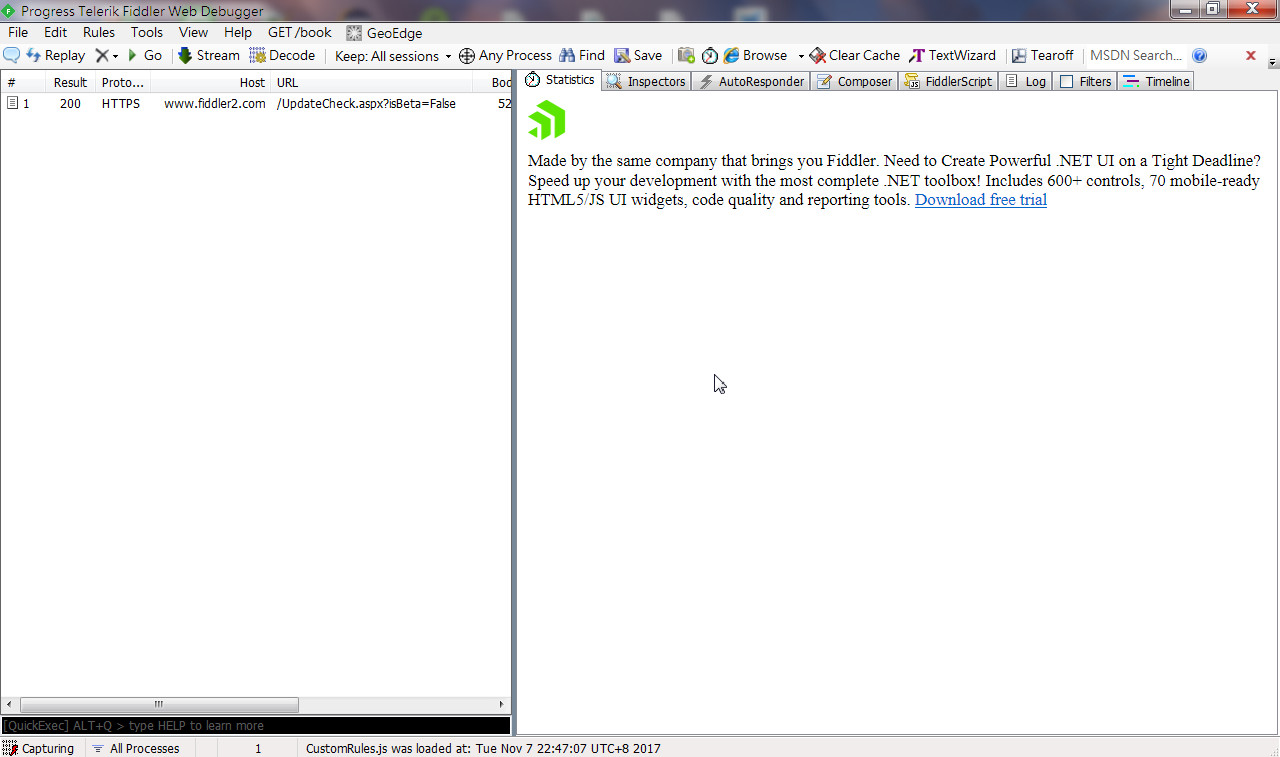 Progress Telerik Fiddler Web Debugger
File Edit Rules Tools View Help GET /book GeoEdge
Replay Go Stream Decode Keep: All sessions Any Process Find Save Browse Clear Cache TextWizard Tearoff MSDN Search...
# Result Proto... Host URL Bod
1 200 HTTPS www.fiddler2.com /UpdateCheck.aspx?isBeta=False 52
Statistics Inspectors AutoResponder Composer FiddlerScript Log Filters Timeline
Made by the same company that brings you Fiddler. Need to Create Powerful .NET UI on a Tight Deadline?
Speed up your development with the most complete .NET toolbox! Includes 600+ controls, 70 mobile-ready
HTML5/JS UI widgets, code quality and reporting tools. Download free trial
[QuickExec] ALT+Q > type HELP to learn more
Capturing All Processes 1 CustomRules.js was loaded at: Tue Nov 7 22:47:07 UTC+8 2017